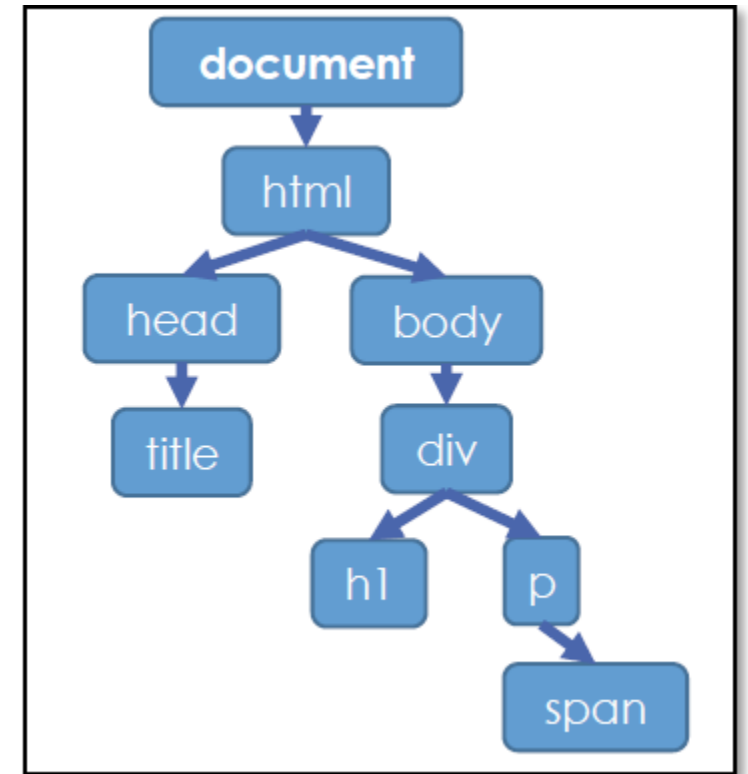 document
html
head
body
title
div
h1
p
span